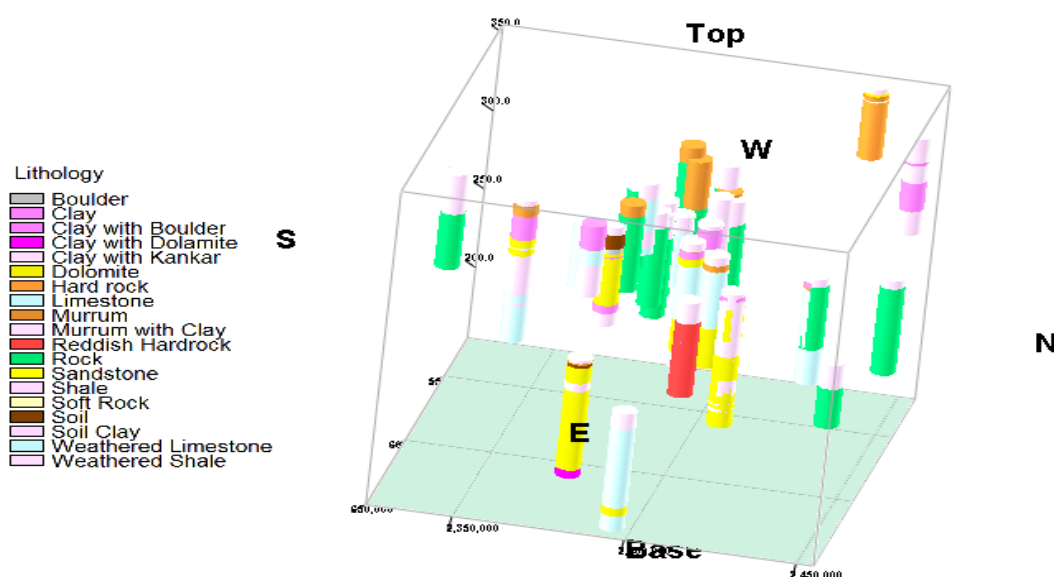 350.0
Top
300.0
W
Lithology
250.0
Boulder
Clay
Clay with Boulder
Clay with Dolamite
S
Clay with Kankar
200.0
Dolomite
Hard rock
Limestone
Murrum
Murrum with Clay
Reddish Hardrock
N
Rock
Sandstone
Shale
Soft Rock
Soil
Soil Clay
E
Weathered Limestone
Weathered Shale
650,000
2,350,000
Base
2,450,000